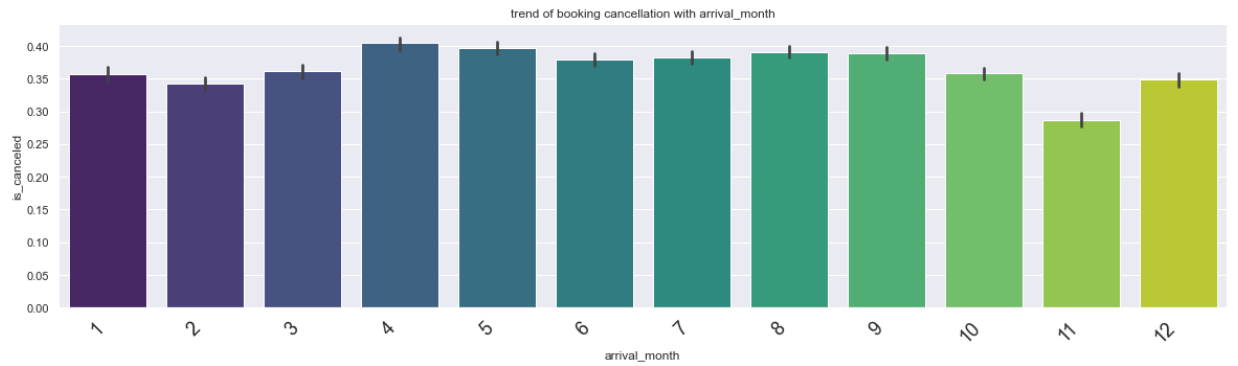 trend of booking cancellation with arrival_month
is_canceled
0.40
0.35
0.30
0.25
0.20
0.15
0.10
0.05
0.00
1 2 3 4 5 6 7 8 9 10 11 12
arrival_month